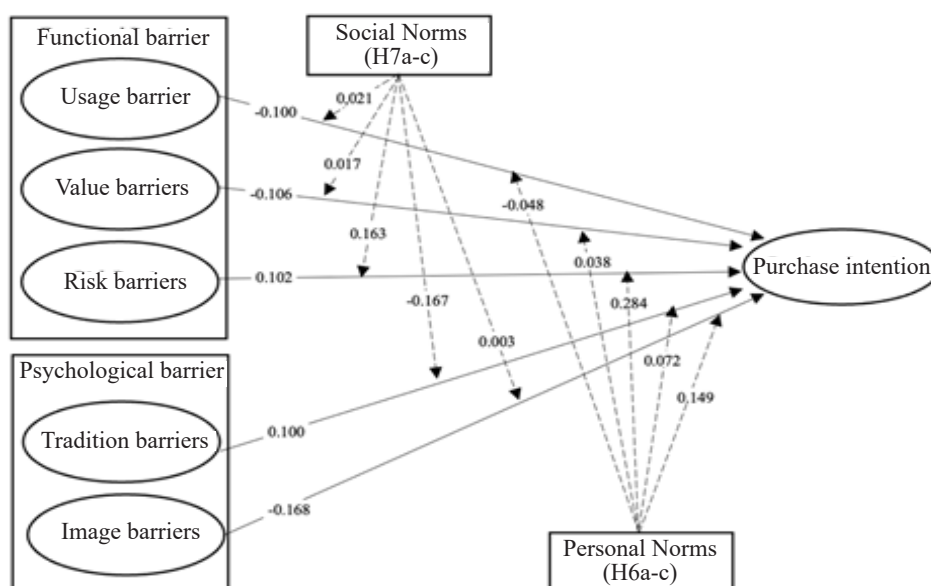 Functional barrier
Usage barrier
Value barriers
Risk barriers
Psychological barrier
Tradition barriers
Image barriers
Social Norms
(H7a-c)
-0.100
-0.106
0.102
0.100
-0.168
0.021
0.017
0.163
-0.167
0.003
-0.048
0.038
0.284
0.072
0.149
Purchase intention
Personal Norms
(H6a-c)